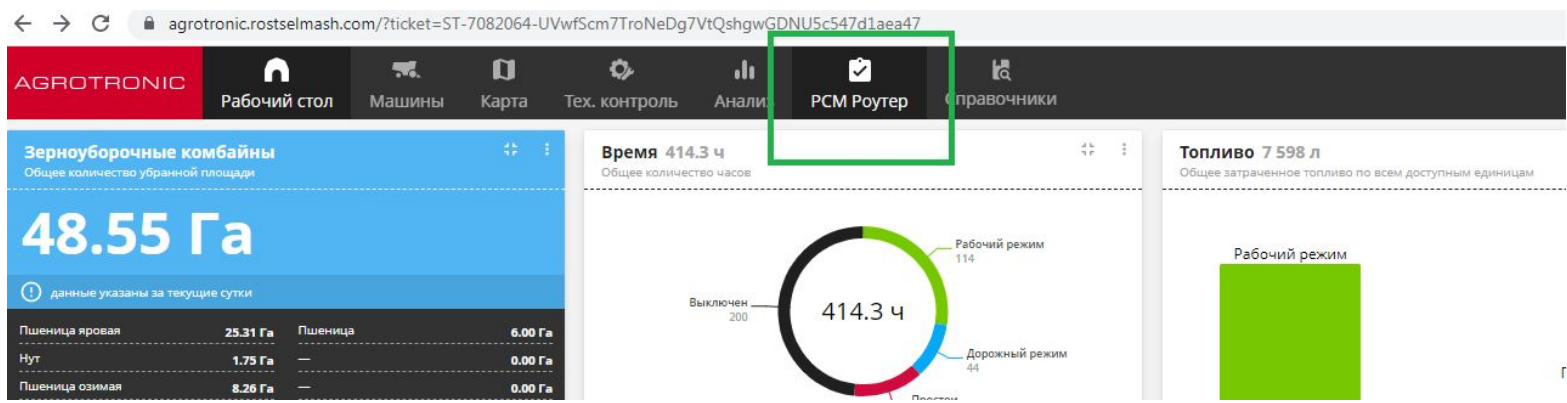 agrotronic.rostselmash.com/?ticket=ST-7082064-UVwfScm7TroNeDg7VtQshgwGDNU5c547d1aea47
AGROTRONIC
Рабочий стол
Машины
Карта
Тех. контроль
Анализ
РСМ Роутер
Справочники
Зерноуборочные комбайны
Общее количество убранной площади
48.55 Га
данные указаны за текущие сутки
Пшеница яровая 25.31 Га Пшеница 6.00 Га
Нут 1.75 Га — 0.00 Га
Пшеница озимая 8.26 Га — 0.00 Га
Время 414.3 ч
Общее количество часов
Рабочий режим
114
Выключен
200
414.3 ч
Дорожный режим
44
Простои
Топливо 7 598 л
Общее затраченное топливо по всем доступным единицам
Рабочий режим